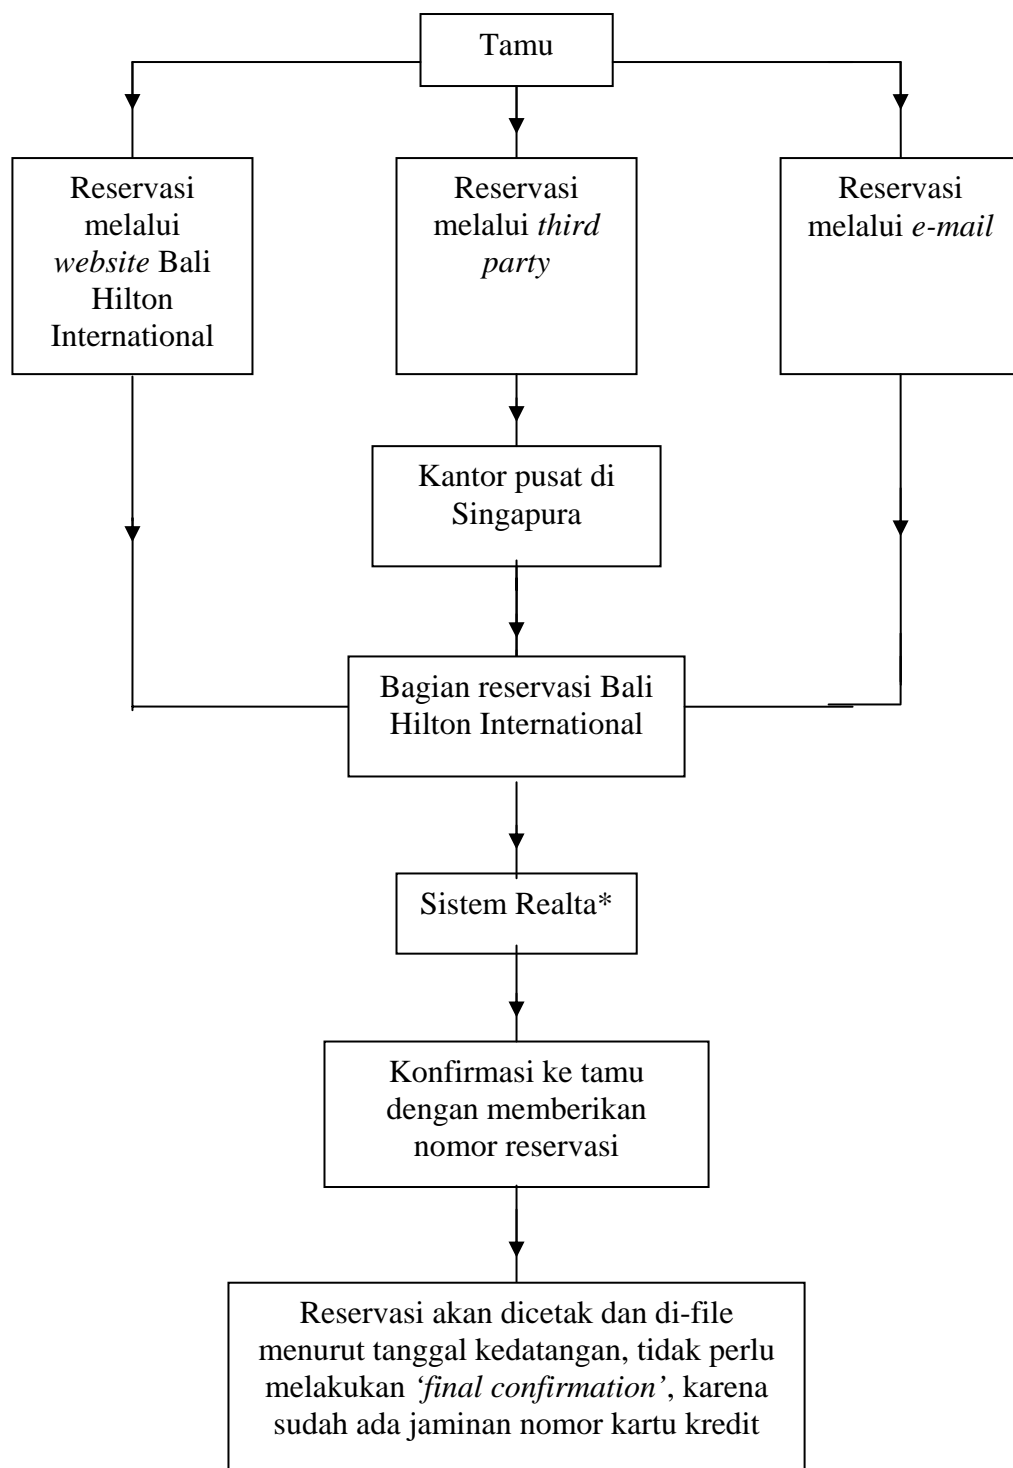 Tamu
Reservasi
melalui
website Bali
Hilton
International
Reservasi
melalui third
party
Reservasi
melalui e-mail
Kantor pusat di
Singapura
Bagian reservasi Bali
Hilton International
Sistem Realta*
Konfirmasi ke tamu
dengan memberikan
nomor reservasi
Reservasi akan dicetak dan di-file
menurut tanggal kedatangan, tidak perlu
melakukan ‘final confirmation’, karena
sudah ada jaminan nomor kartu kredit